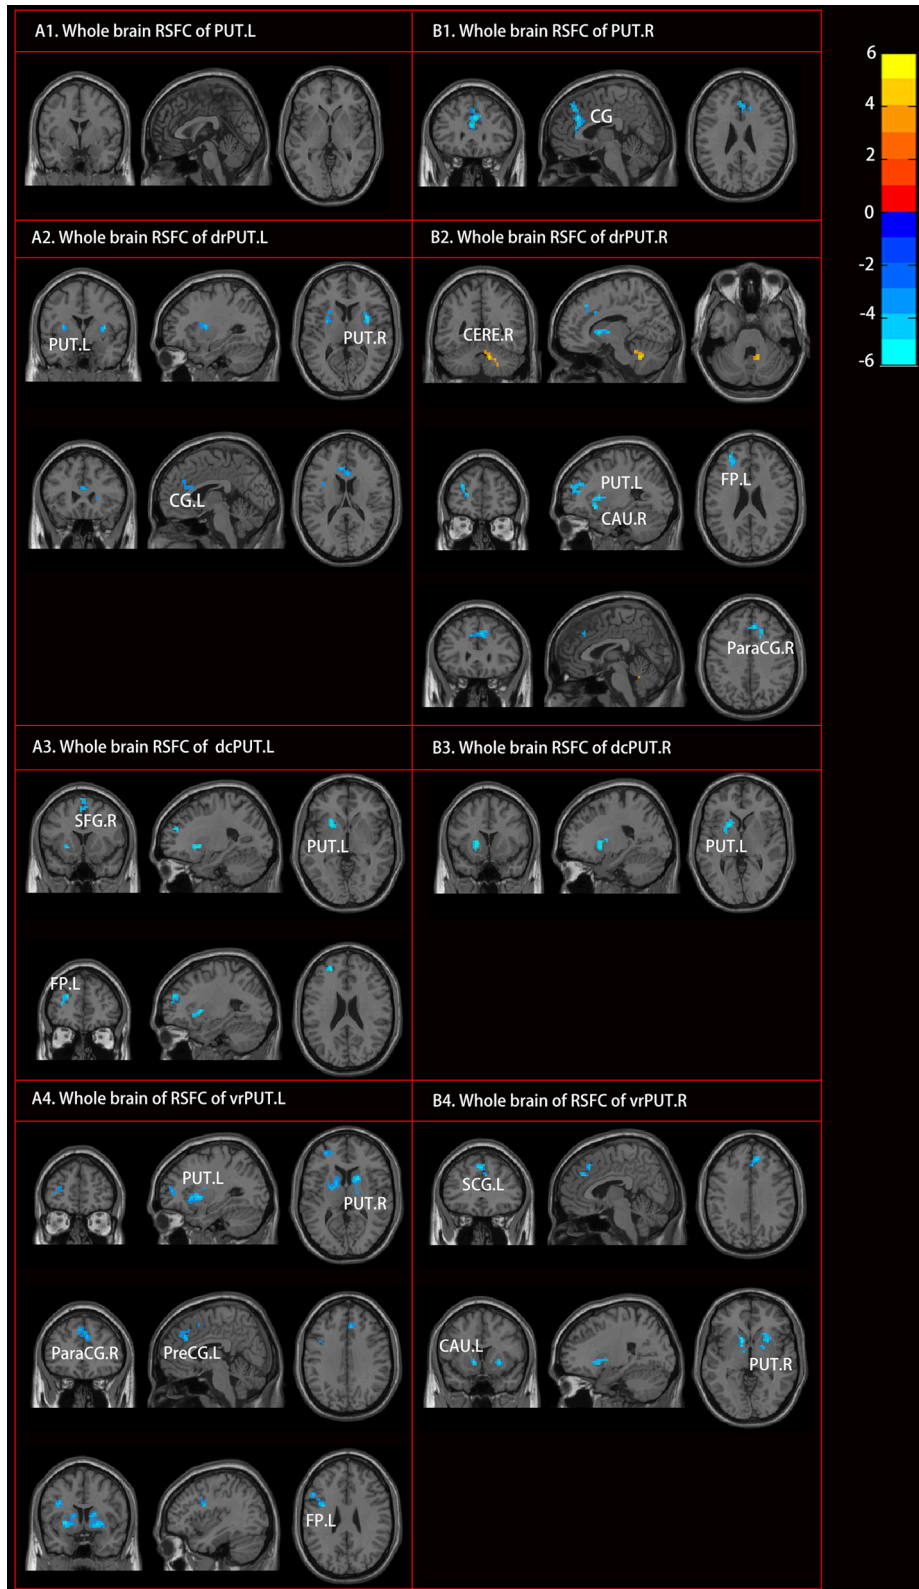 A1. Whole brain RSFC of PUT.L
B1. Whole brain RSFC of PUT.R
CG
6
4
2
0
-2
-4
-6
A2. Whole brain RSFC of drPUT.L
B2. Whole brain RSFC of drPUT.R
PUT.L
PUT.R
CERE.R
CG.L
PUT.L
CAU.R
FP.L
ParaCG.R
A3. Whole brain RSFC of dcPUT.L
B3. Whole brain RSFC of dcPUT.R
SFG.R
PUT.L
PUT.L
FP.L
A4. Whole brain of RSFC of vrPUT.L
B4. Whole brain of RSFC of vrPUT.R
PUT.L
PUT.R
SCG.L
ParaCG.R
PreCG.L
CAU.L
PUT.R
FP.L